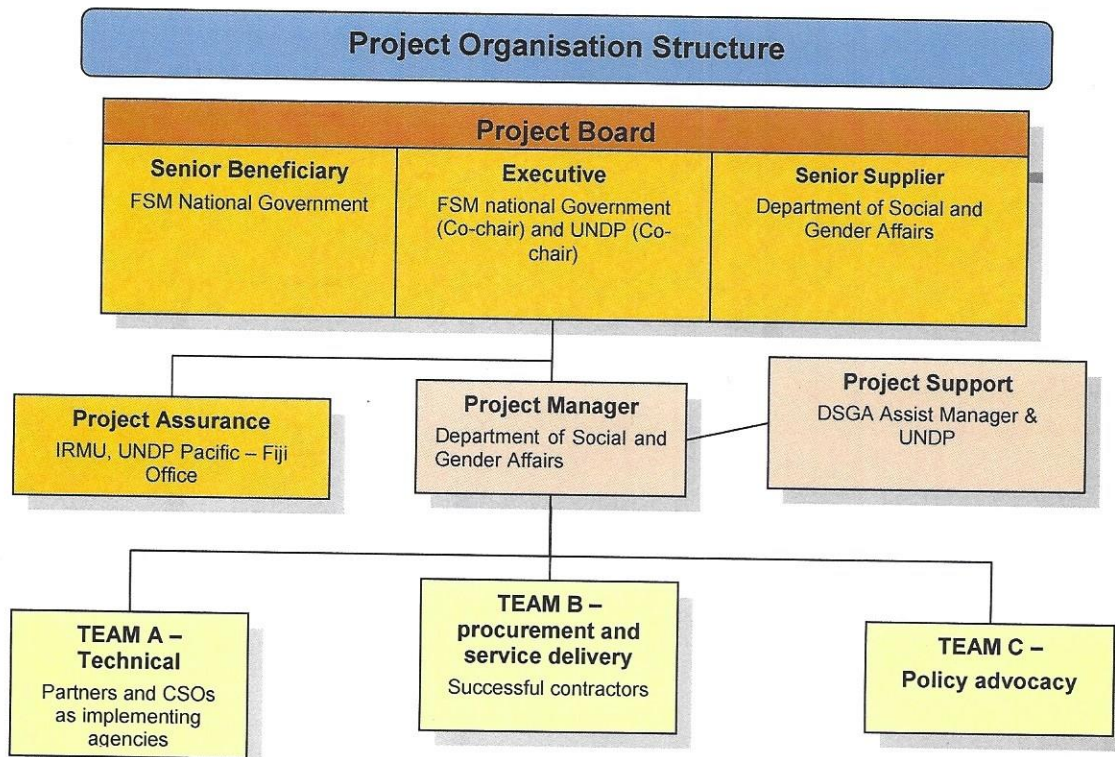 Project Organisation Structure
Project Board
Senior Beneficiary
FSM National Government
Executive
FSM national Government
(Co-chair) and UNDP (Co-
chair)
Senior Supplier
Department of Social and
Gender Affairs
Project Assurance
IRMU, UNDP Pacific – Fiji
Office
Project Manager
Department of Social and
Gender Affairs
Project Support
DSGA Assist Manager &
UNDP
TEAM A –
Technical
Partners and CSOs
as implementing
agencies
TEAM B –
procurement and
service delivery
Successful contractors
TEAM C –
Policy advocacy